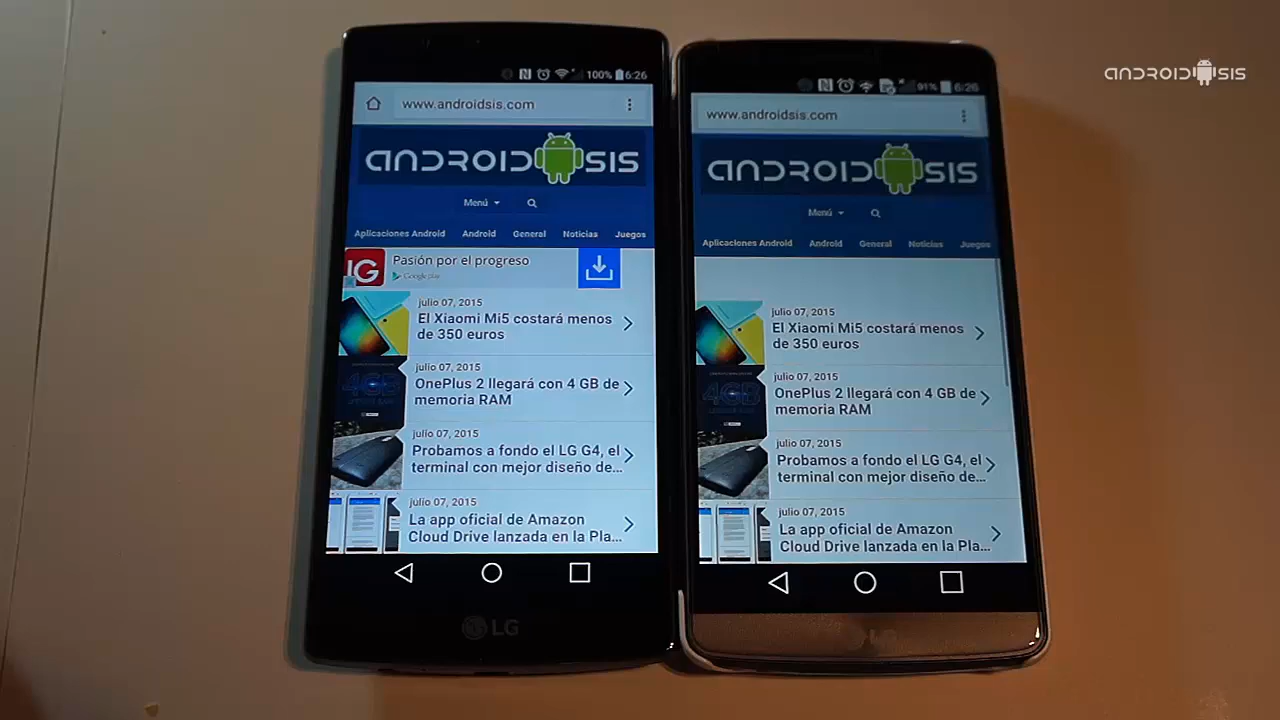 ANDROIDSIS
100% 6:26
www.androidsis.com
ANDROIDSIS
Menú
Aplicaciones Android General Noticias Juegos
IG Pasión por el progreso
Google play
julio 07, 2015
El Xiaomi Mi5 costará menos
de 350 euros
4GB
julio 07, 2015
OnePlus 2 llegará con 4 GB de
memoria RAM
julio 07, 2015
Probamos a fondo el LG G4, el
terminal con mejor diseño de...
julio 07, 2015
La app oficial de Amazon
Cloud Drive lanzada en la Pla...
LG
91% 6:26
www.androidsis.com
ANDROIDSIS
Menú
Aplicaciones Android Android General Noticias Juegos
julio 07, 2015
El Xiaomi Mi5 costará menos
de 350 euros
4GB
julio 07, 2015
OnePlus 2 llegará con 4 GB de
memoria RAM
julio 07, 2015
Probamos a fondo el LG G4, el
terminal con mejor diseño de...
julio 07, 2015
La app oficial de Amazon
Cloud Drive lanzada en la Pla...
LG